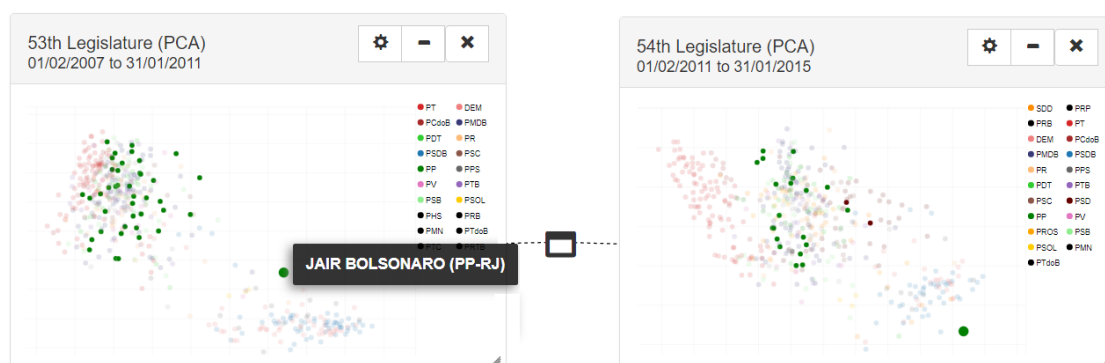 53th Legislature (PCA)
01/02/2007 to 31/01/2011
PT DEM
PCdoB PMDB
PDT PR
PSDB PSC
PP PPS
PV PTB
PSB PSOL
PHS PRB
PMN PTdoB
PTC PRTB
JAIR BOLSONARO (PP-RJ)
54th Legislature (PCA)
01/02/2011 to 31/01/2015
SDD PRP
PRB PT
DEM PCdoB
PMDB PSDB
PR PPS
PDT PTB
PSC PSD
PP PV
PROS PSB
PSOL PMN
PTdoB